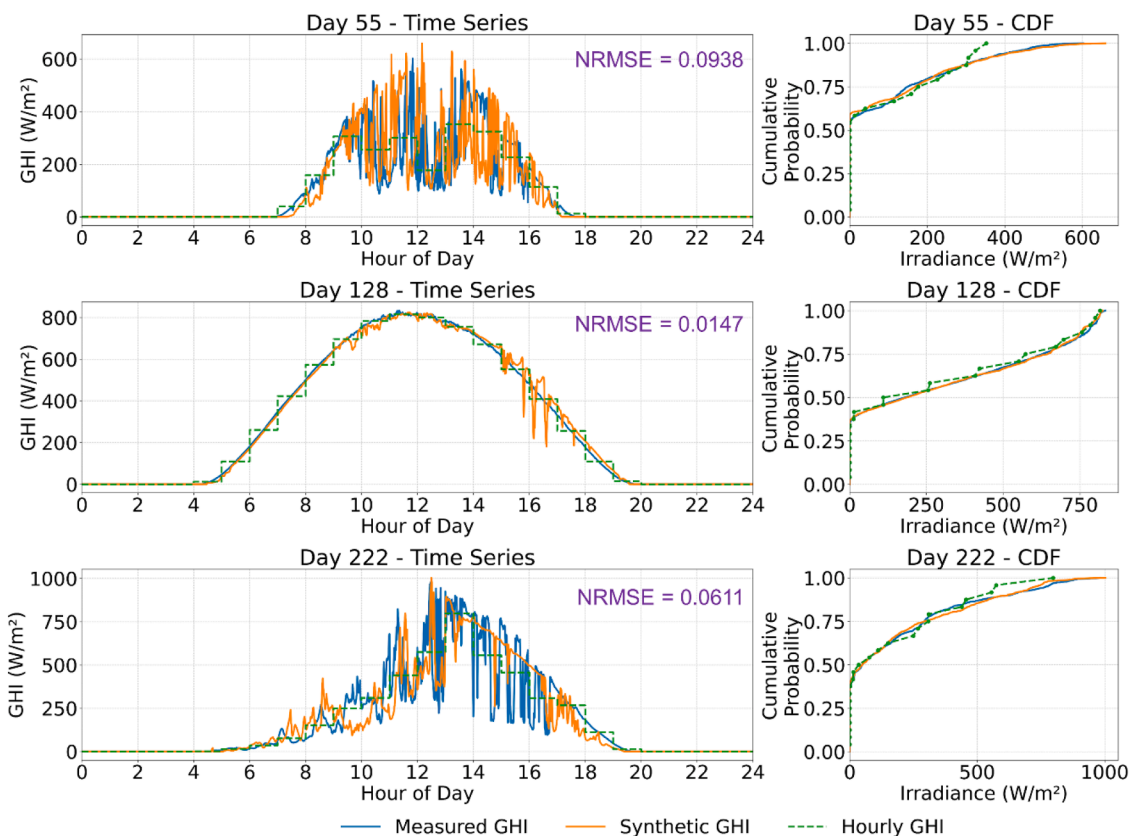 Day 55 - Time Series
Day 55 - CDF
NRMSE = 0.0938
GHI (W/m²)
600
400
200
0
0 2 4 6 8 10 12 14 16 18 20 22 24
Hour of Day
Cumulative
Probability
1.00
0.75
0.50
0.25
0.00
0 200 400 600
Irradiance (W/m²)
Day 128 - Time Series
Day 128 - CDF
NRMSE = 0.0147
GHI (W/m²)
800
600
400
200
0
0 2 4 6 8 10 12 14 16 18 20 22 24
Hour of Day
Cumulative
Probability
1.00
0.75
0.50
0.25
0.00
0 250 500 750
Irradiance (W/m²)
Day 222 - Time Series
Day 222 - CDF
NRMSE = 0.0611
GHI (W/m²)
1000
750
500
250
0
0 2 4 6 8 10 12 14 16 18 20 22 24
Hour of Day
Cumulative
Probability
1.00
0.75
0.50
0.25
0.00
0 500 1000
Irradiance (W/m²)
Measured GHI Synthetic GHI Hourly GHI